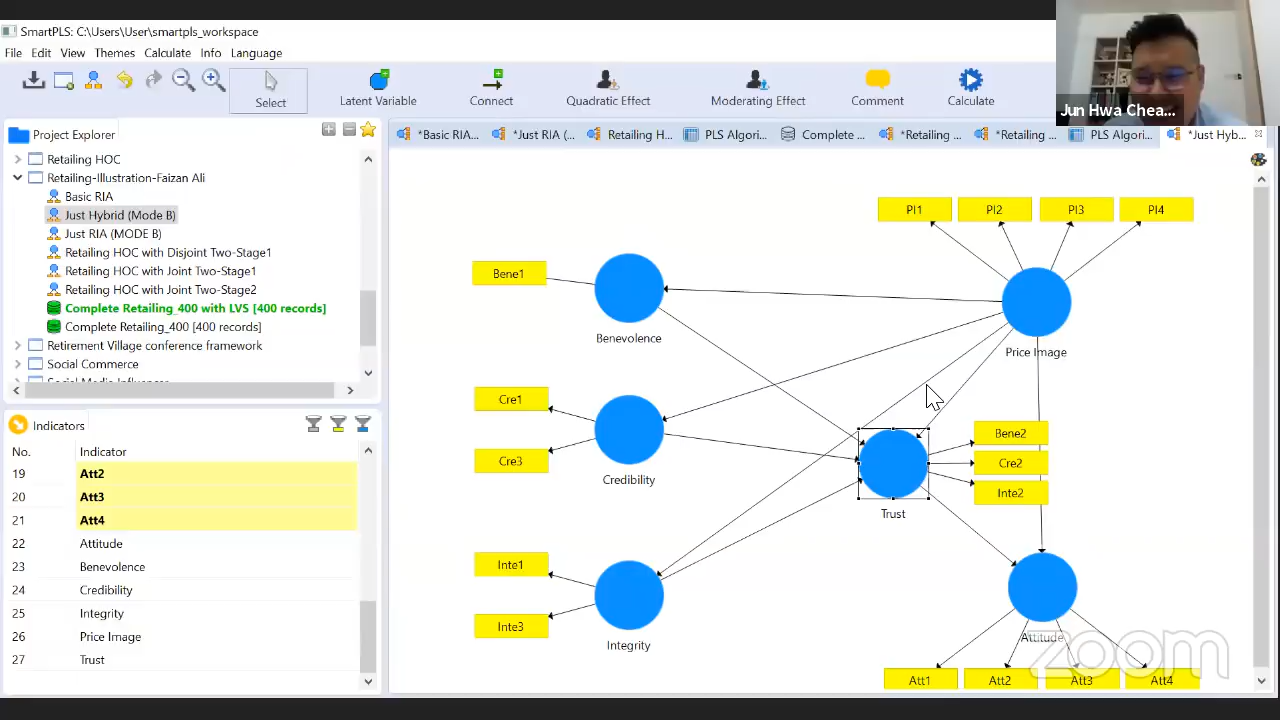 SmartPLS: C:\Users\User\smartpls_workspace
File Edit View Themes Calculate Info Language
Select
Latent Variable
Connect
Quadratic Effect
Moderating Effect
Comment
Calculate
Jun Hwa Chea...
Project Explorer
*Basic RIA...
*Just RIA (...
Retailing H...
PLS Algori...
Complete ...
*Retailing ...
*Retailing ...
PLS Algori...
*Just Hyb...
Retailing HOC
Retailing-Illustration-Faizan Ali
Basic RIA
Just Hybrid (Mode B)
Just RIA (MODE B)
Retailing HOC with Disjoint Two-Stage1
Retailing HOC with Joint Two-Stage1
Retailing HOC with Joint Two-Stage2
Complete Retailing_400 with LVS [400 records]
Complete Retailing_400 [400 records]
Retirement Village conference framework
Social Commerce
Social Media Influencer
Indicators
No. Indicator
19 Att2
20 Att3
21 Att4
22 Attitude
23 Benevolence
24 Credibility
25 Integrity
26 Price Image
27 Trust
PI1 PI2 PI3 PI4
Bene1
Benevolence
Price Image
Cre1
Cre3
Credibility
Bene2
Cre2
Inte2
Trust
Inte1
Inte3
Integrity
Attitude
Att1 Att2 Att3 Att4
zoom